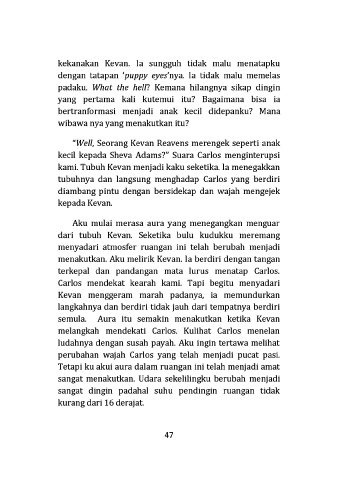 kekanakan Kevan. Ia sungguh tidak malu menatapku
dengan tatapan 'puppy eyes'nya. Ia tidak malu memelas
padaku. What the hell? Kemana hilangnya sikap dingin
yang pertama kali kutemui itu? Bagaimana bisa ia
bertranformasi menjadi anak kecil didepanku? Mana
wibawa nya yang menakutkan itu?
"Well, Seorang Kevan Reavens merengek seperti anak
kecil kepada Sheva Adams?" Suara Carlos menginterupsi
kami. Tubuh Kevan menjadi kaku seketika. Ia menegakkan
tubuhnya dan langsung menghadap Carlos yang berdiri
diambang pintu dengan bersidekap dan wajah mengejek
kepada Kevan.
Aku mulai merasa aura yang menegangkan menguar
dari tubuh Kevan. Seketika bulu kudukku meremang
menyadari atmosfer ruangan ini telah berubah menjadi
menakutkan. Aku melirik Kevan. Ia berdiri dengan tangan
terkepal dan pandangan mata lurus menatap Carlos.
Carlos mendekat kearah kami. Tapi begitu menyadari
Kevan menggeram marah padanya, ia memundurkan
langkahnya dan berdiri tidak jauh dari tempatnya berdiri
semula. Aura itu semakin menakutkan ketika Kevan
melangkah mendekati Carlos. Kulihat Carlos menelan
ludahnya dengan susah payah. Aku ingin tertawa melihat
perubahan wajah Carlos yang telah menjadi pucat pasi.
Tetapi ku akui aura dalam ruangan ini telah menjadi amat
sangat menakutkan. Udara sekelilingku berubah menjadi
sangat dingin padahal suhu pendingin ruangan tidak
kurang dari 16 derajat.
47